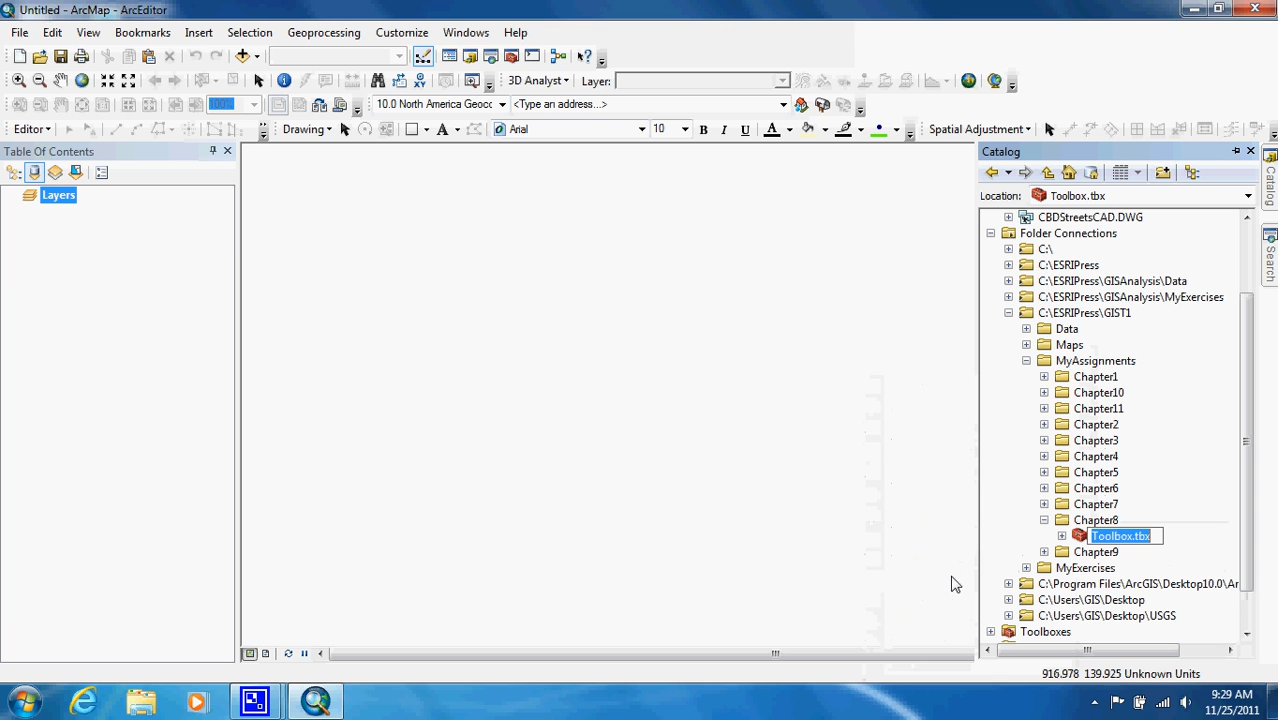 Untitled - ArcMap - ArcEditor
File Edit View Bookmarks Insert Selection Geoprocessing Customize Windows Help
3D Analyst Layer:
100% 10.0 North America Geocc <Type an address...>
Editor Drawing A Arial 10 B I U A Spatial Adjustment
Table Of Contents
Layers
Catalog
Location: Toolbox.tbx
CBDStreetsCAD.DWG
Folder Connections
C:\
C:\ESRIPress
C:\ESRIPress\GISAnalysis\Data
C:\ESRIPress\GISAnalysis\MyExercises
C:\ESRIPress\GIST1
Data
Maps
MyAssignments
Chapter1
Chapter10
Chapter11
Chapter2
Chapter3
Chapter4
Chapter5
Chapter6
Chapter7
Chapter8
Toolbox.tbx
Chapter9
MyExercises
C:\Program Files\ArcGIS\Desktop10.0\Ar
C:\Users\GIS\Desktop
C:\Users\GIS\Desktop\USGS
Toolboxes
Catalog
Search
916.978 139.925 Unknown Units
9:29 AM
11/25/2011